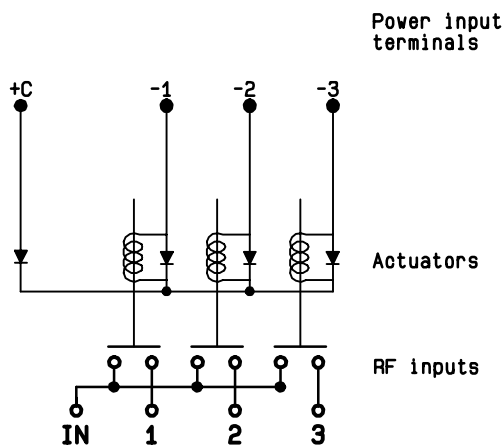 Power input
terminals
+C -1 -2 -3
Actuators
RF inputs
IN 1 2 3